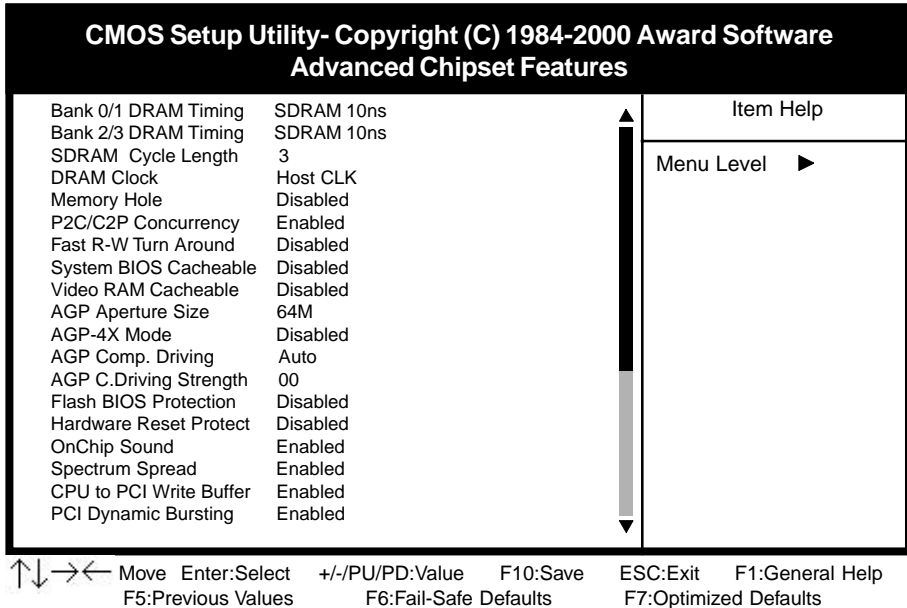 CMOS Setup Utility- Copyright (C) 1984-2000 Award Software
Advanced Chipset Features
Bank 0/1 DRAM Timing SDRAM 10ns
Bank 2/3 DRAM Timing SDRAM 10ns
SDRAM Cycle Length 3
DRAM Clock Host CLK
Memory Hole Disabled
P2C/C2P Concurrency Enabled
Fast R-W Turn Around Disabled
System BIOS Cacheable Disabled
Video RAM Cacheable Disabled
AGP Aperture Size 64M
AGP-4X Mode Disabled
AGP Comp. Driving Auto
AGP C.Driving Strength 00
Flash BIOS Protection Disabled
Hardware Reset Protect Disabled
OnChip Sound Enabled
Spectrum Spread Enabled
CPU to PCI Write Buffer Enabled
PCI Dynamic Bursting Enabled
Item Help
Menu Level ▶
↑↓→← Move Enter:Select +/-/PU/PD:Value F10:Save ESC:Exit F1:General Help
F5:Previous Values F6:Fail-Safe Defaults F7:Optimized Defaults